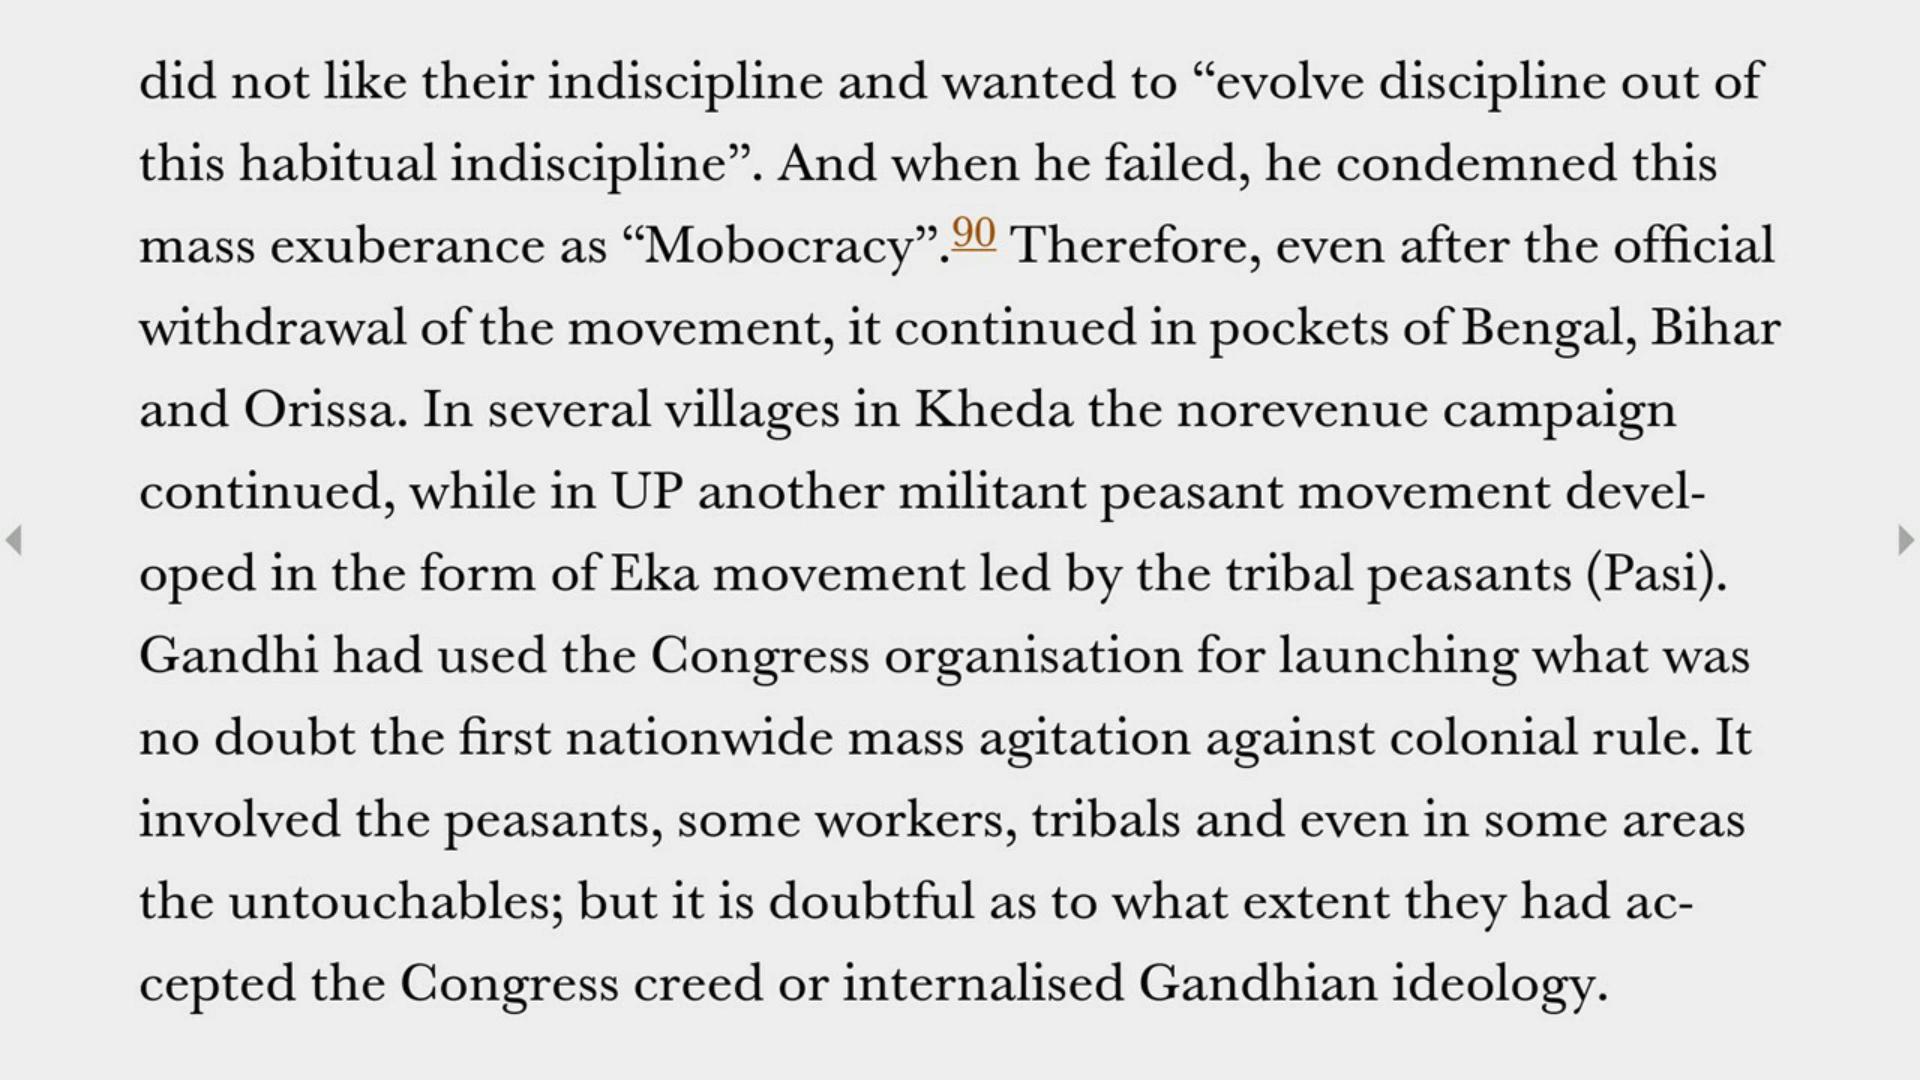 did not like their indiscipline and wanted to “evolve discipline out of
this habitual indiscipline”. And when he failed, he condemned this
mass exuberance as “Mobocracy”.90 Therefore, even after the official
withdrawal of the movement, it continued in pockets of Bengal, Bihar
and Orissa. In several villages in Kheda the norevenue campaign
continued, while in UP another militant peasant movement devel-
oped in the form of Eka movement led by the tribal peasants (Pasi).
Gandhi had used the Congress organisation for launching what was
no doubt the first nationwide mass agitation against colonial rule. It
involved the peasants, some workers, tribals and even in some areas
the untouchables; but it is doubtful as to what extent they had ac-
cepted the Congress creed or internalised Gandhian ideology.